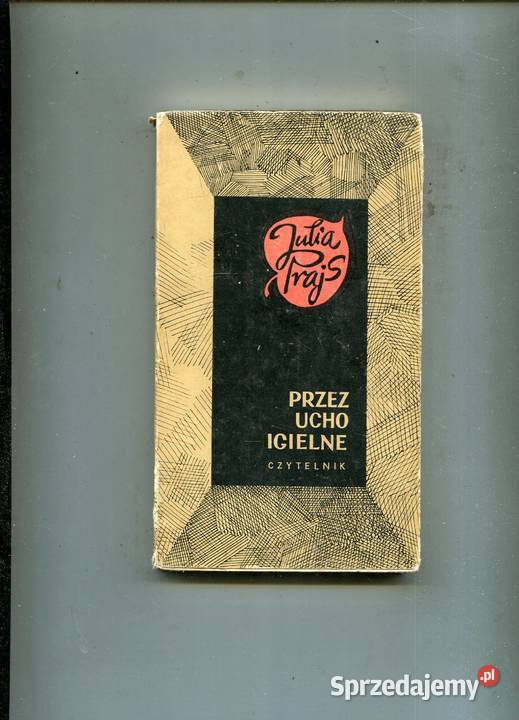 Julia
Prajs
PRZEZ
UCHO
IGIELNE
CZYTELNIK
Sprzedajemy.pl